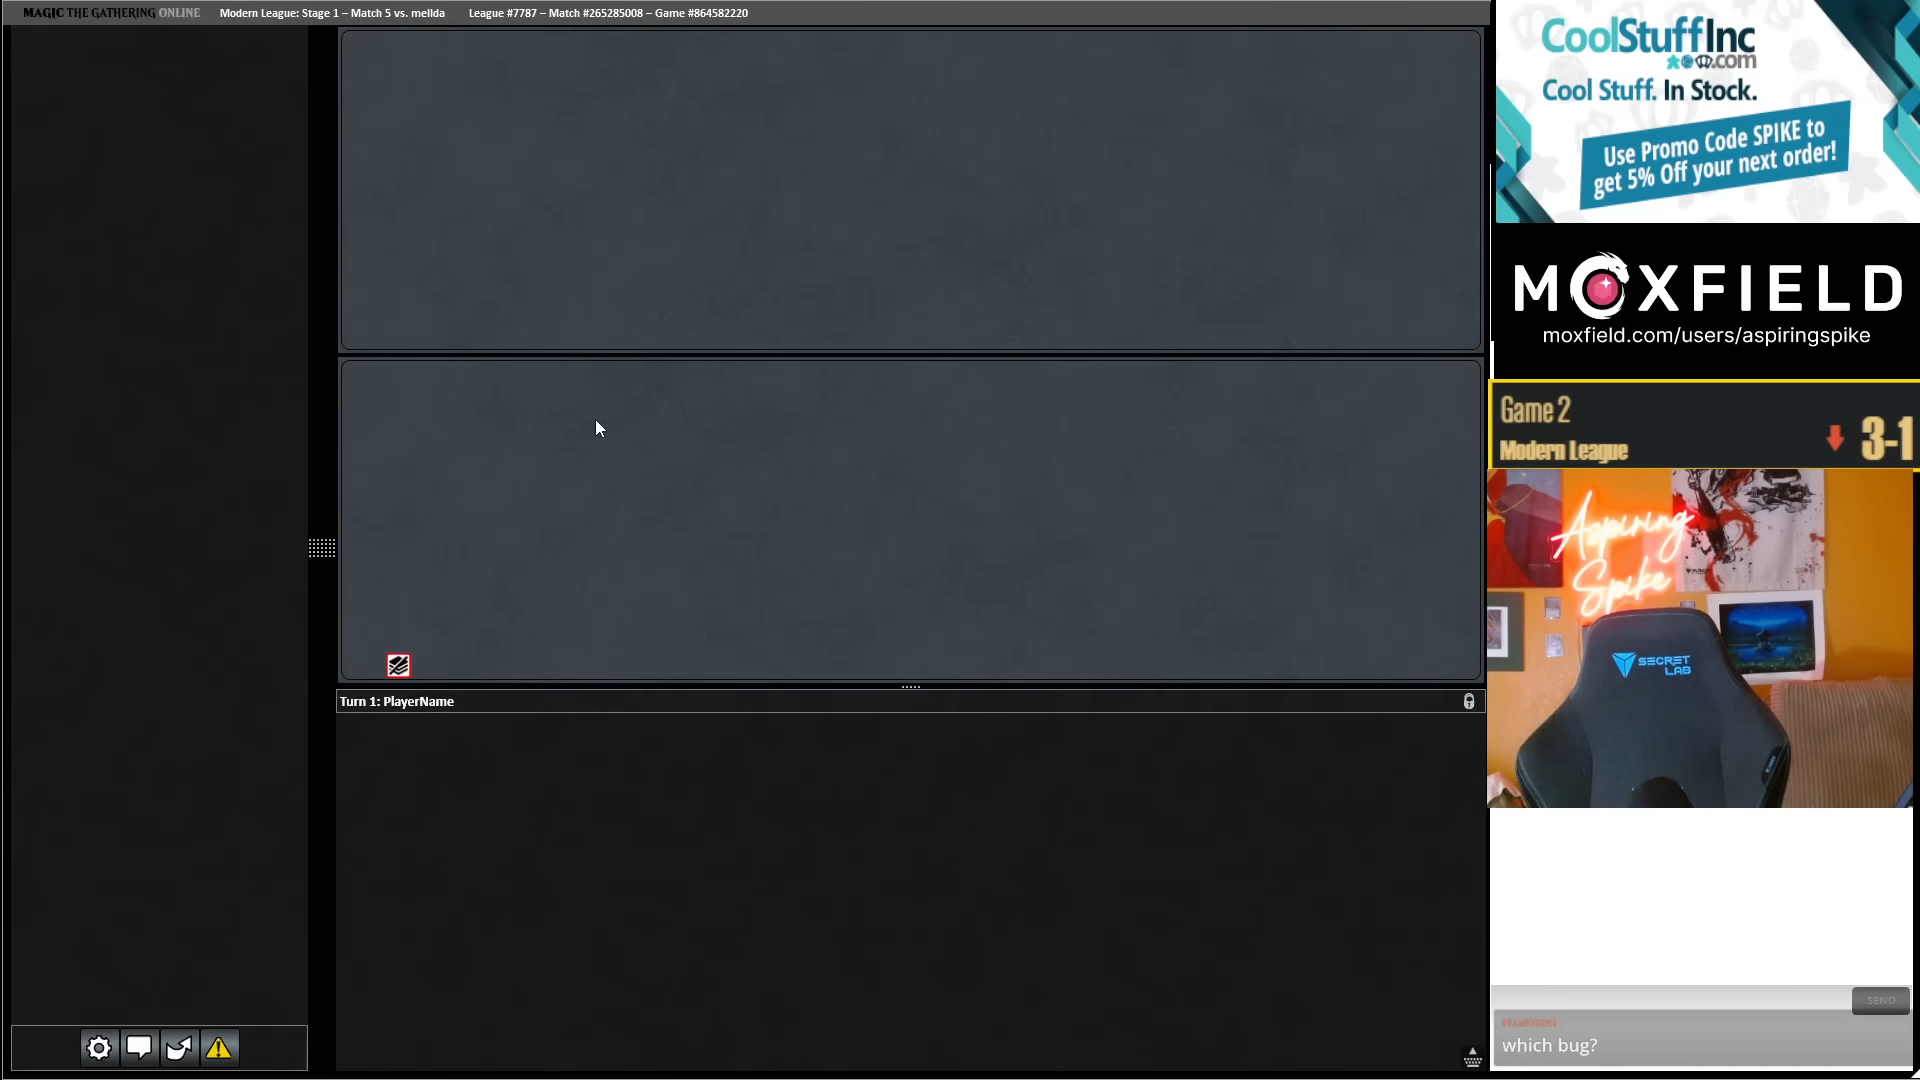 MAGIC THE GATHERING ONLINE Modern League: Stage 1 – Match 5 vs. mellda League #7787 – Match #265285008 – Game #864582220
Turn 1: PlayerName
CoolStuffInc
.com
Cool Stuff. In Stock.
Use Promo Code SPIKE to
get 5% Off your next order!
MOXFIELD
moxfield.com/users/aspiringspike
Game 2
Modern League
3-1
Aspiring
Spike
SECRET
LAB
SEND
which bug?